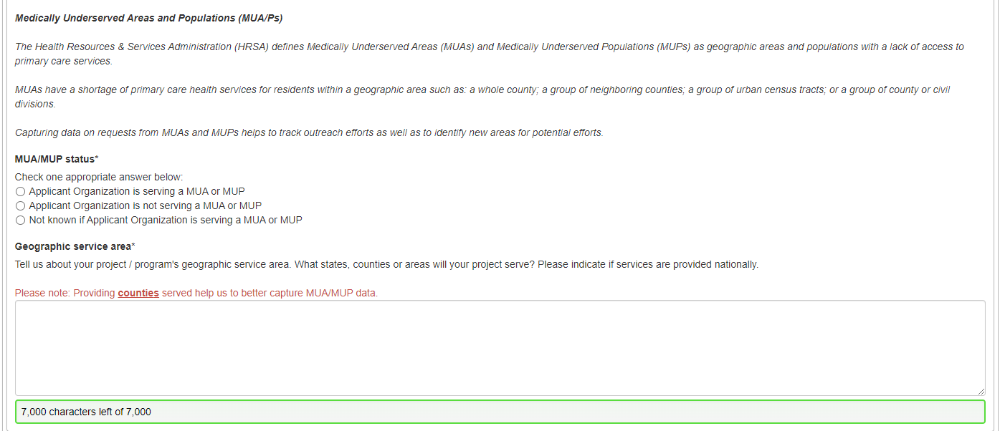 Medically Underserved Areas and Populations (MUA/Ps)
The Health Resources & Services Administration (HRSA) defines Medically Underserved Areas (MUAs) and Medically Underserved Populations (MUPs) as geographic areas and populations with a lack of access to
primary care services.
MUAs have a shortage of primary care health services for residents within a geographic area such as: a whole county; a group of neighboring counties; a group of urban census tracts; or a group of county or civil
divisions.
Capturing data on requests from MUAs and MUPs helps to track outreach efforts as well as to identify new areas for potential efforts.
MUA/MUP status*
Check one appropriate answer below:
Applicant Organization is serving a MUA or MUP
Applicant Organization is not serving a MUA or MUP
Not known if Applicant Organization is serving a MUA or MUP
Geographic service area*
Tell us about your project / program's geographic service area. What states, counties or areas will your project serve? Please indicate if services are provided nationally.
Please note: Providing counties served help us to better capture MUA/MUP data.
7,000 characters left of 7,000